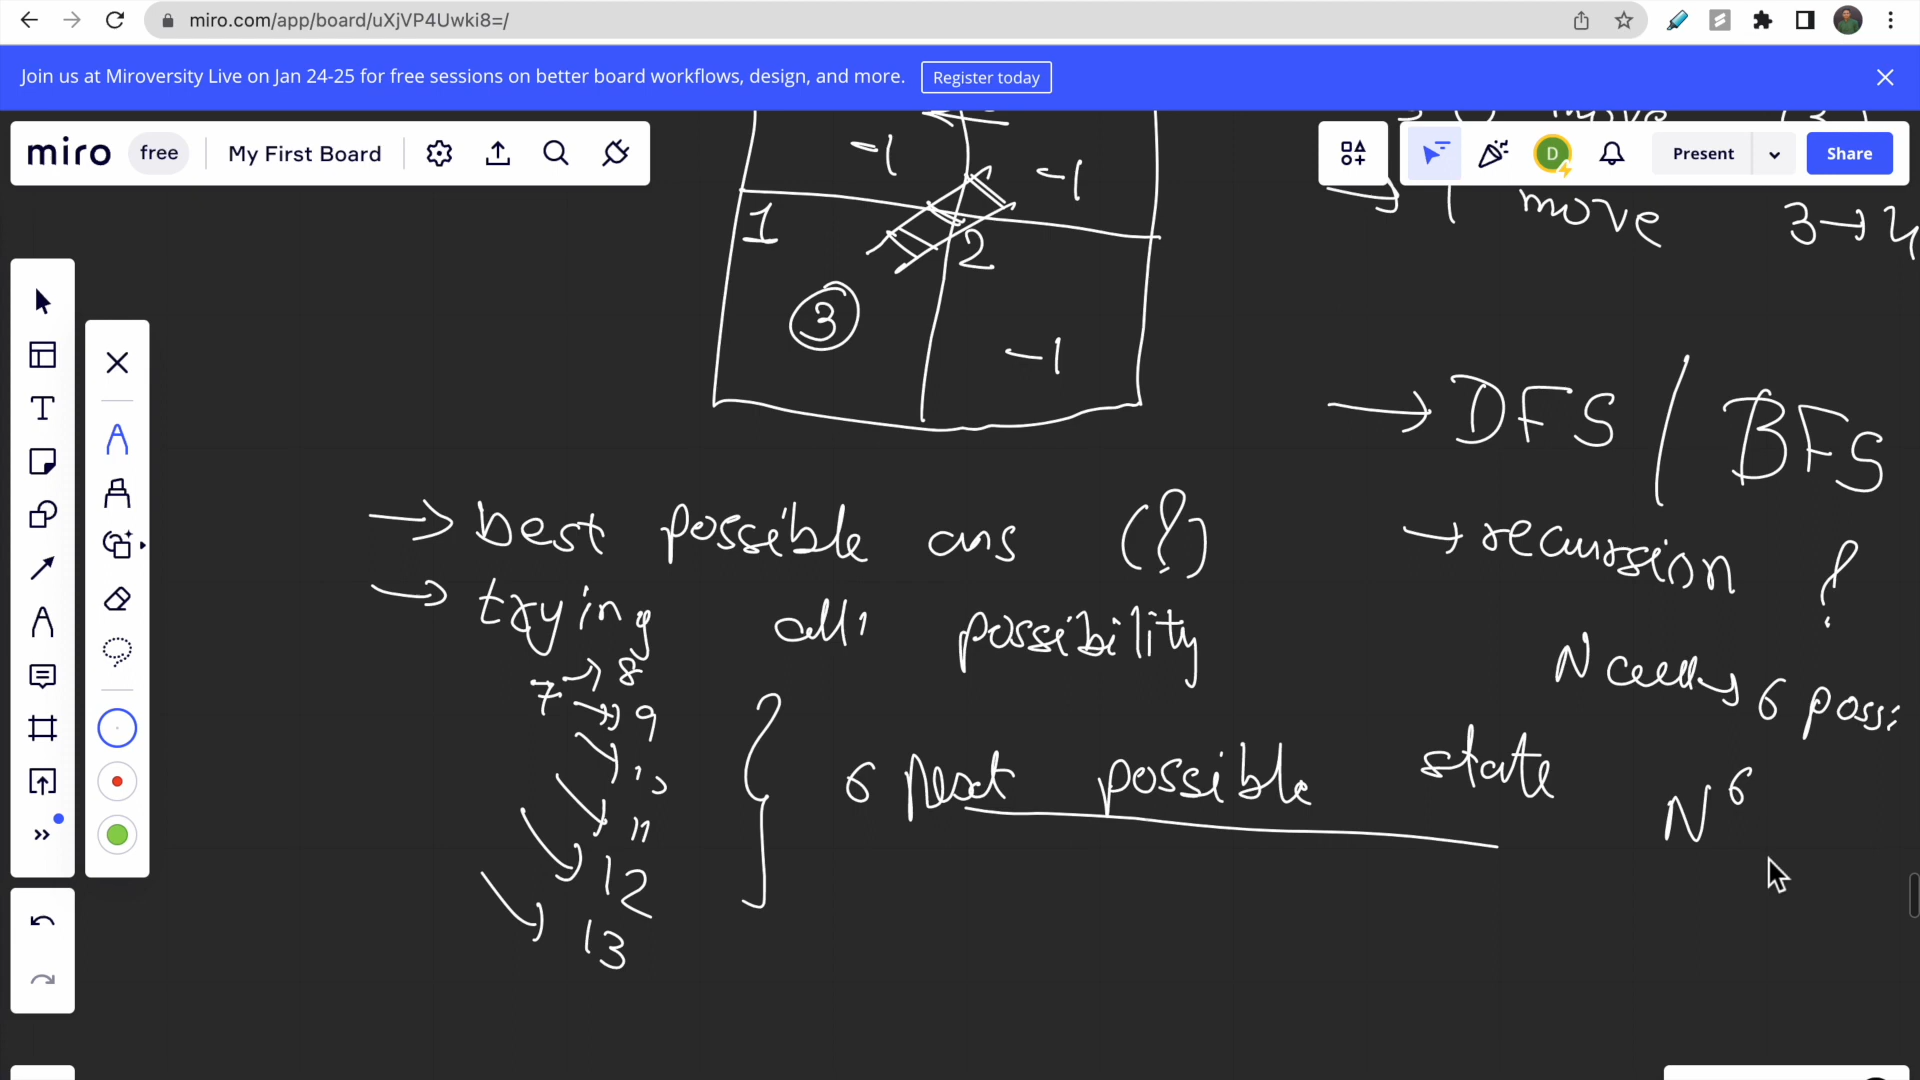 miro.com/app/board/uXjVP4Uwki8=/
Join us at Miroversity Live on Jan 24-25 for free sessions on better board workflows, design, and more.
Register today
miro
free
My First Board
D
Present
Share
-1
-1
→ 1 move 3→4
1
2
3
-1
→ DFS / BFS
→ best possible ans (?)
→ recursion ?
→ trying all possibility
N cells 6 possi
7 → 8
→ 9
10
11
12
13
6 Next possible state
N^6